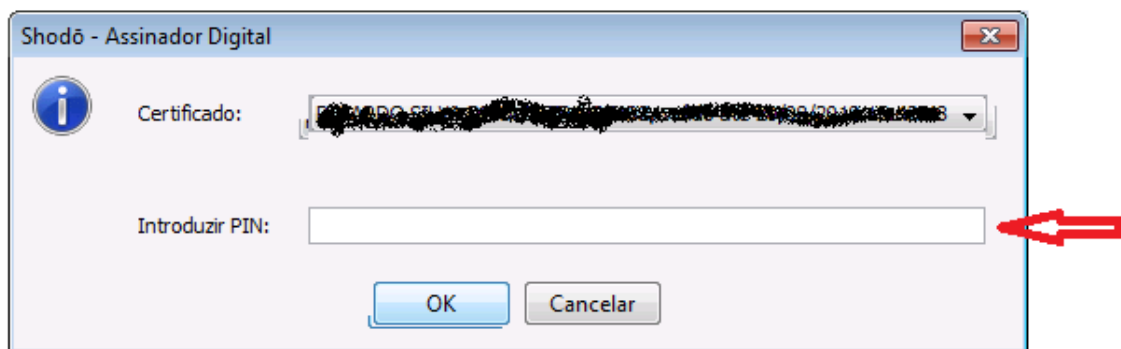 Shodō - Assinador Digital
Certificado:
Introduzir PIN:
OK
Cancelar